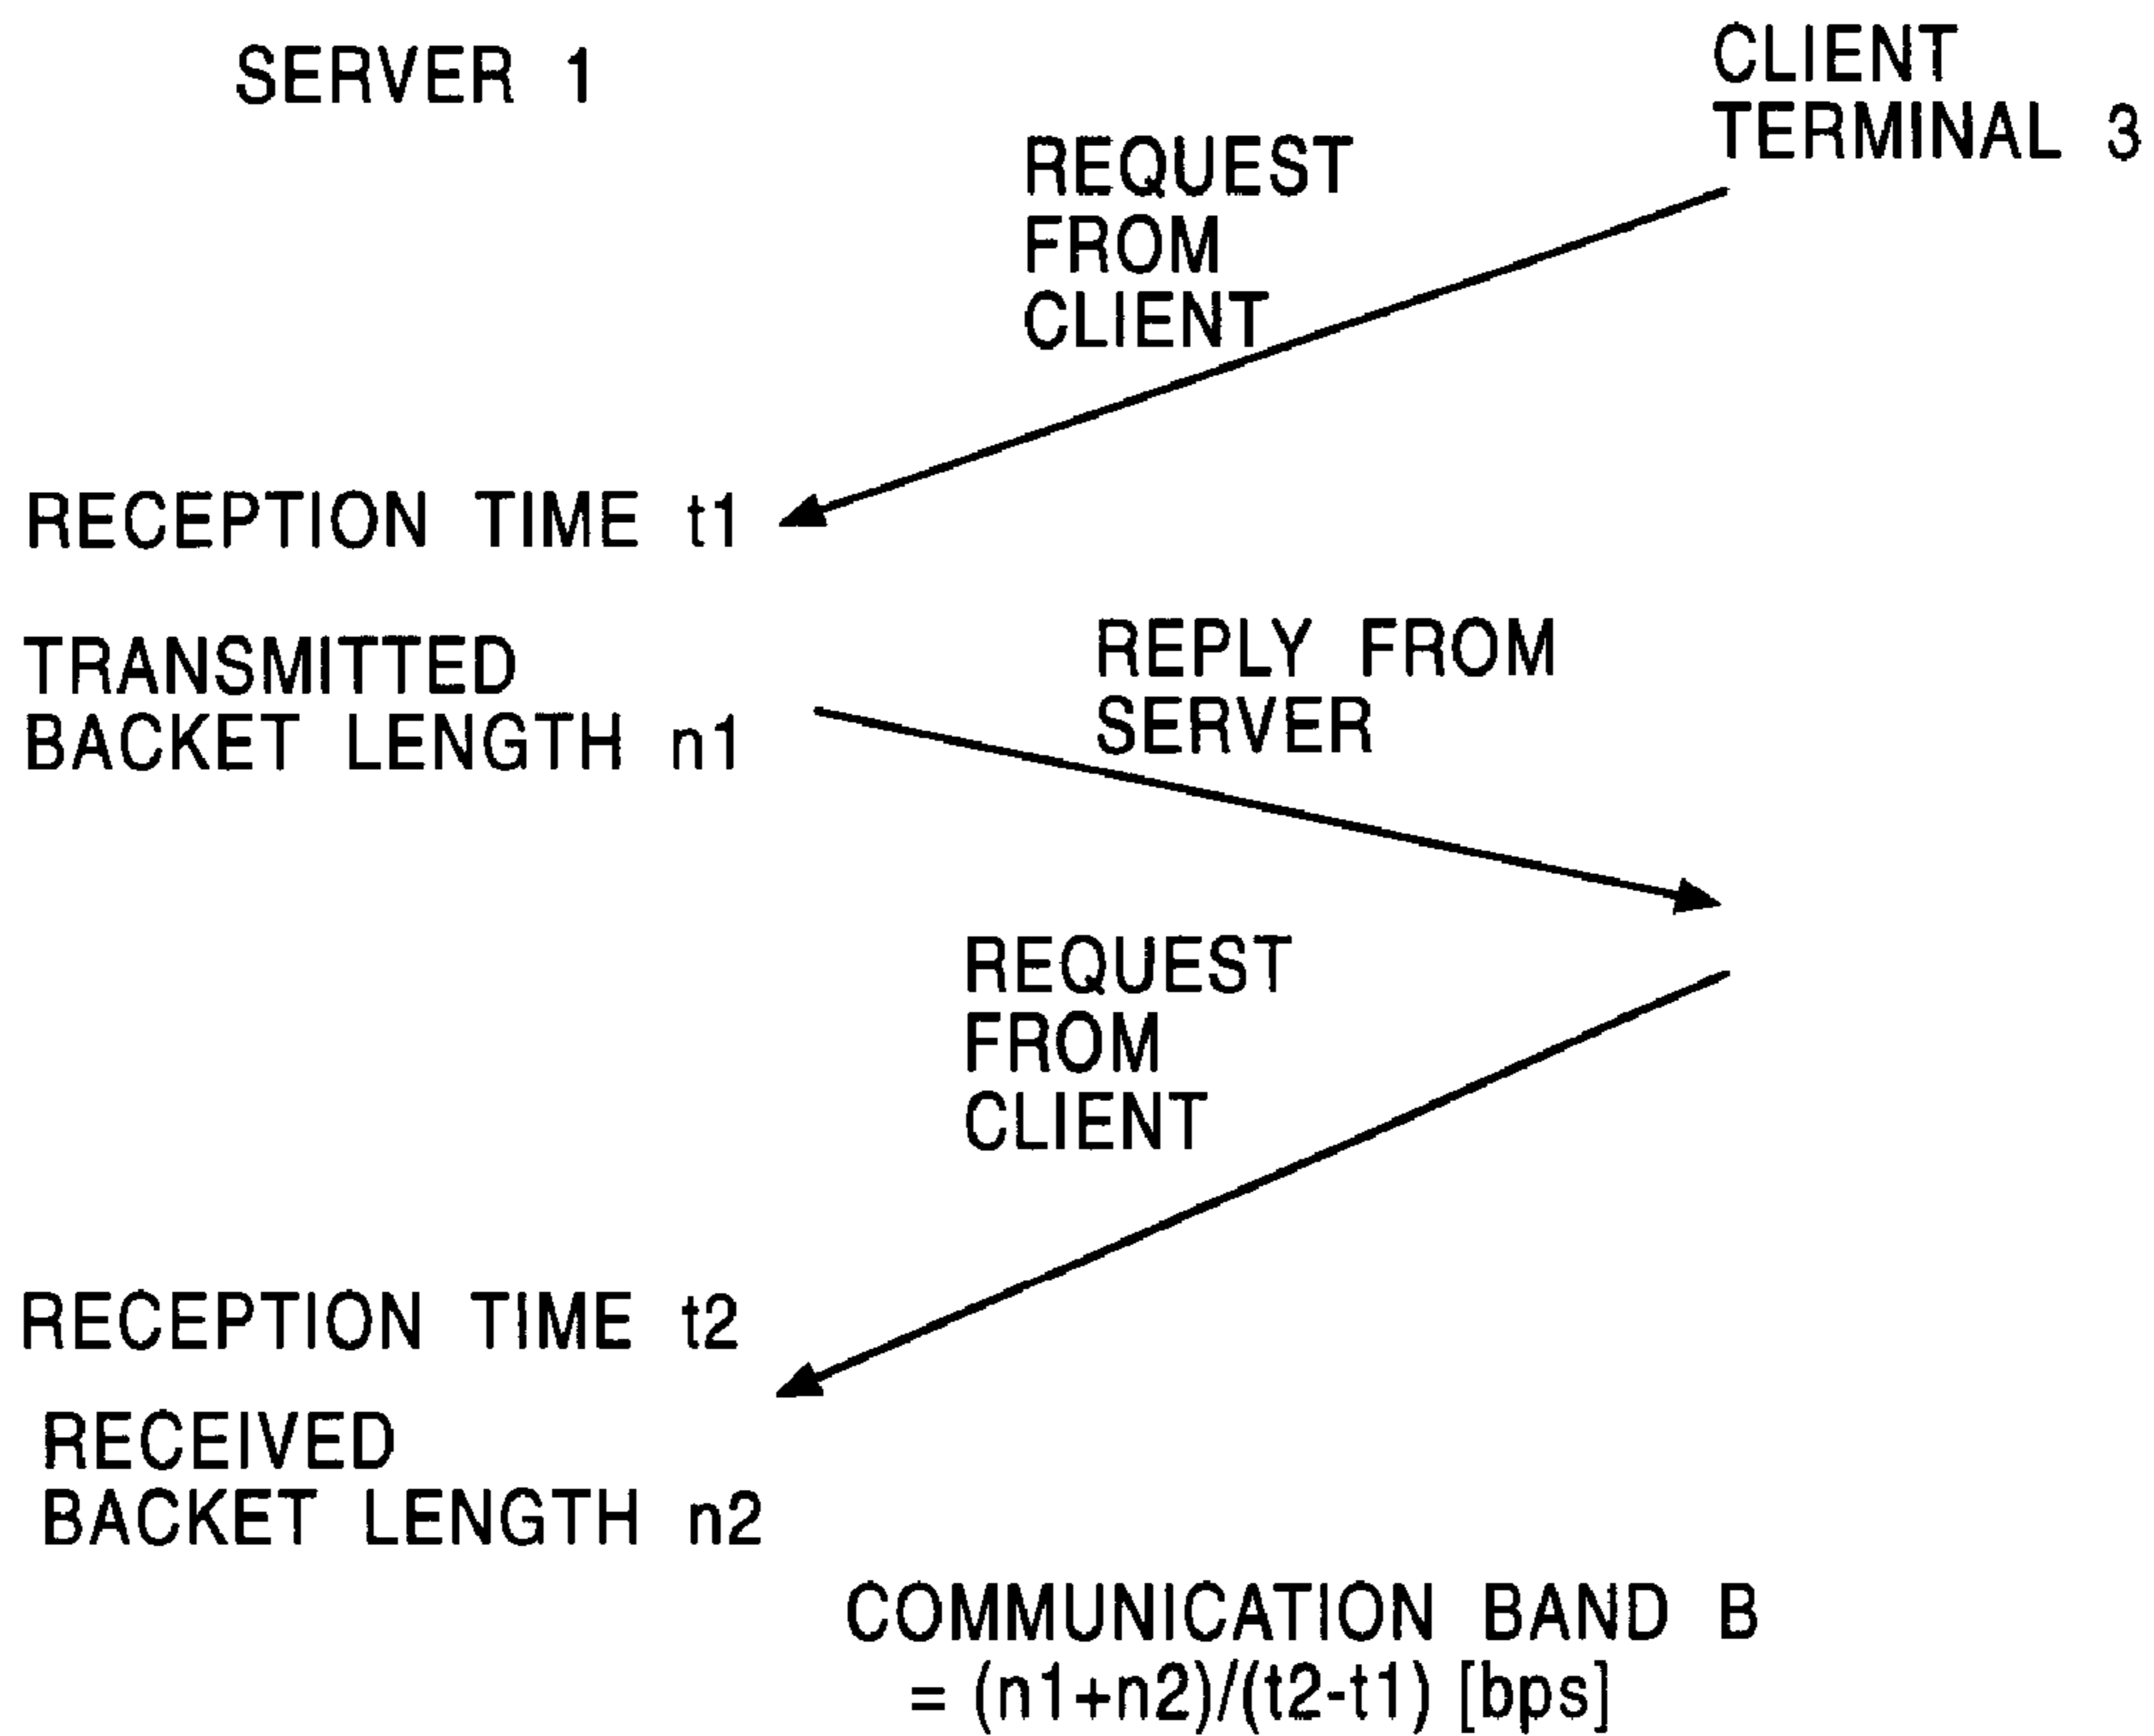 SERVER 1
CLIENT
TERMINAL 3
REQUEST
FROM
CLIENT
RECEPTION TIME t1
TRANSMITTED
BACKET LENGTH n1
REPLY FROM
SERVER
REQUEST
FROM
CLIENT
RECEPTION TIME t2
RECEIVED
BACKET LENGTH n2
COMMUNICATION BAND B
= (n1+n2)/(t2-t1) [bps]